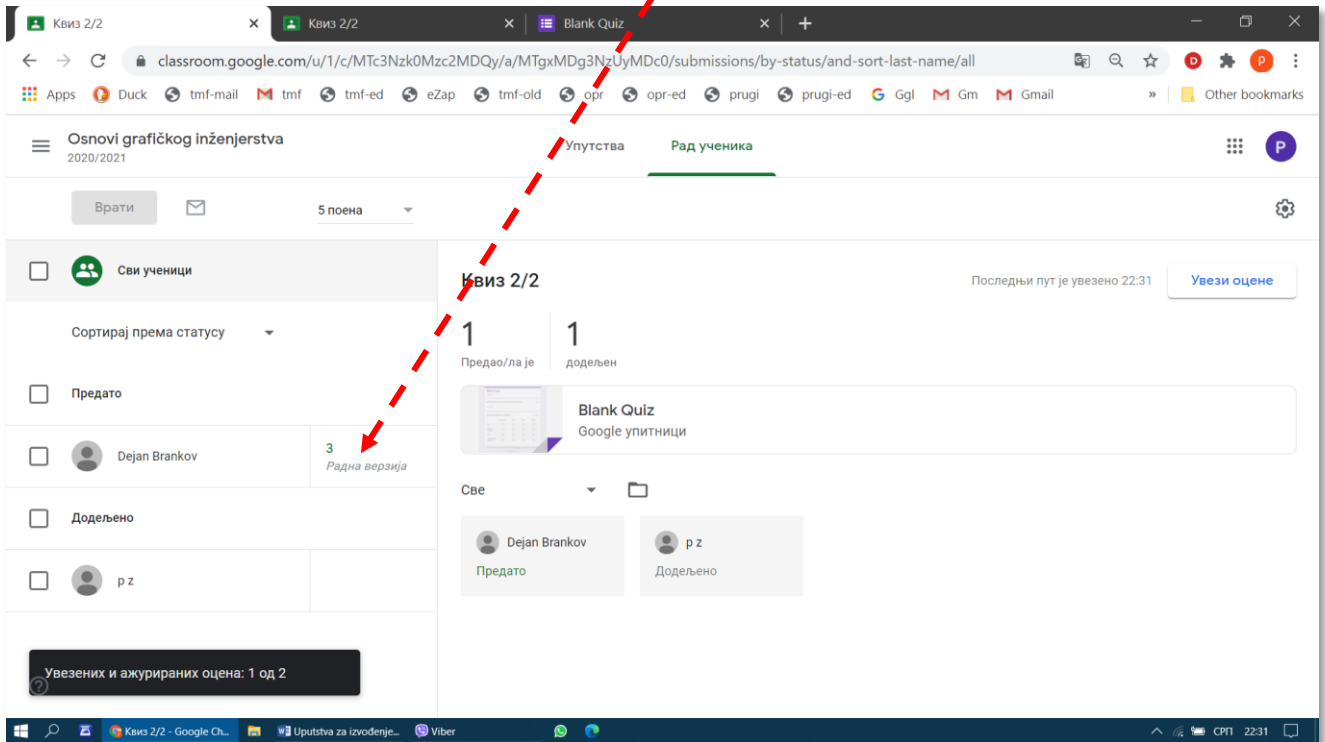 Квиз 2/2
Квиз 2/2
Blank Quiz
classroom.google.com/u/1/c/MTc3Nzk0Mzc2MDQy/a/MTgxMDg3NzUyMDc0/submissions/by-status/and-sort-last-name/all
D
P
Apps Duck tmf-mail tmf tmf-ed eZap tmf-old opr opr-ed prugi prugi-ed Ggl Gm Gmail » Other bookmarks
Osnovi grafičkog inženjerstva
2020/2021
Упутства
Рад ученика
P
Врати
5 поена
Сви ученици
Сортирај према статусу
Предато
Dejan Brankov
3
Радна верзија
Додељено
p z
Увезених и ажурираних оцена: 1 од 2
Квиз 2/2
Последњи пут је увезено 22:31
Увези оцене
1
Предао/ла је
1
додељен
Blank Quiz
Google упитници
Све
Dejan Brankov
Предато
p z
Додељено
Квиз 2/2 - Google Ch...
Uputstva za izvođenje...
Viber
СРП 22:31